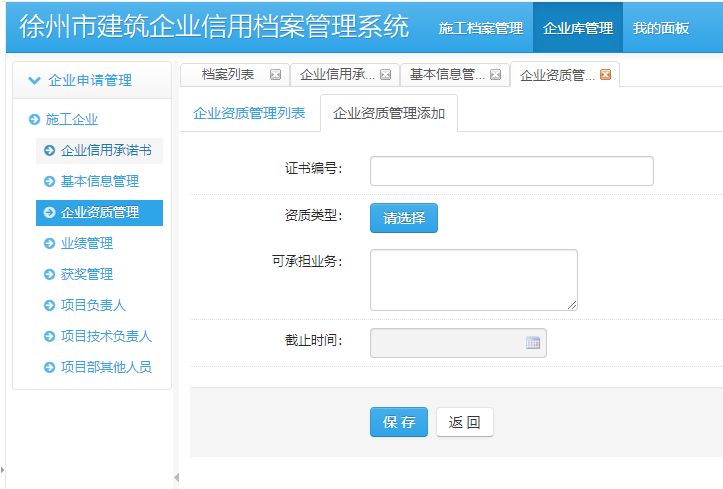 徐州市建筑企业信用档案管理系统 施工档案管理 企业库管理 我的面板
企业申请管理
施工企业
企业信用承诺书
基本信息管理
企业资质管理
业绩管理
获奖管理
项目负责人
项目技术负责人
项目部其他人员
档案列表 企业信用承... 基本信息管... 企业资质管...
企业资质管理列表 企业资质管理添加
证书编号:
资质类型: 请选择
可承担业务:
截止时间:
保 存 返 回